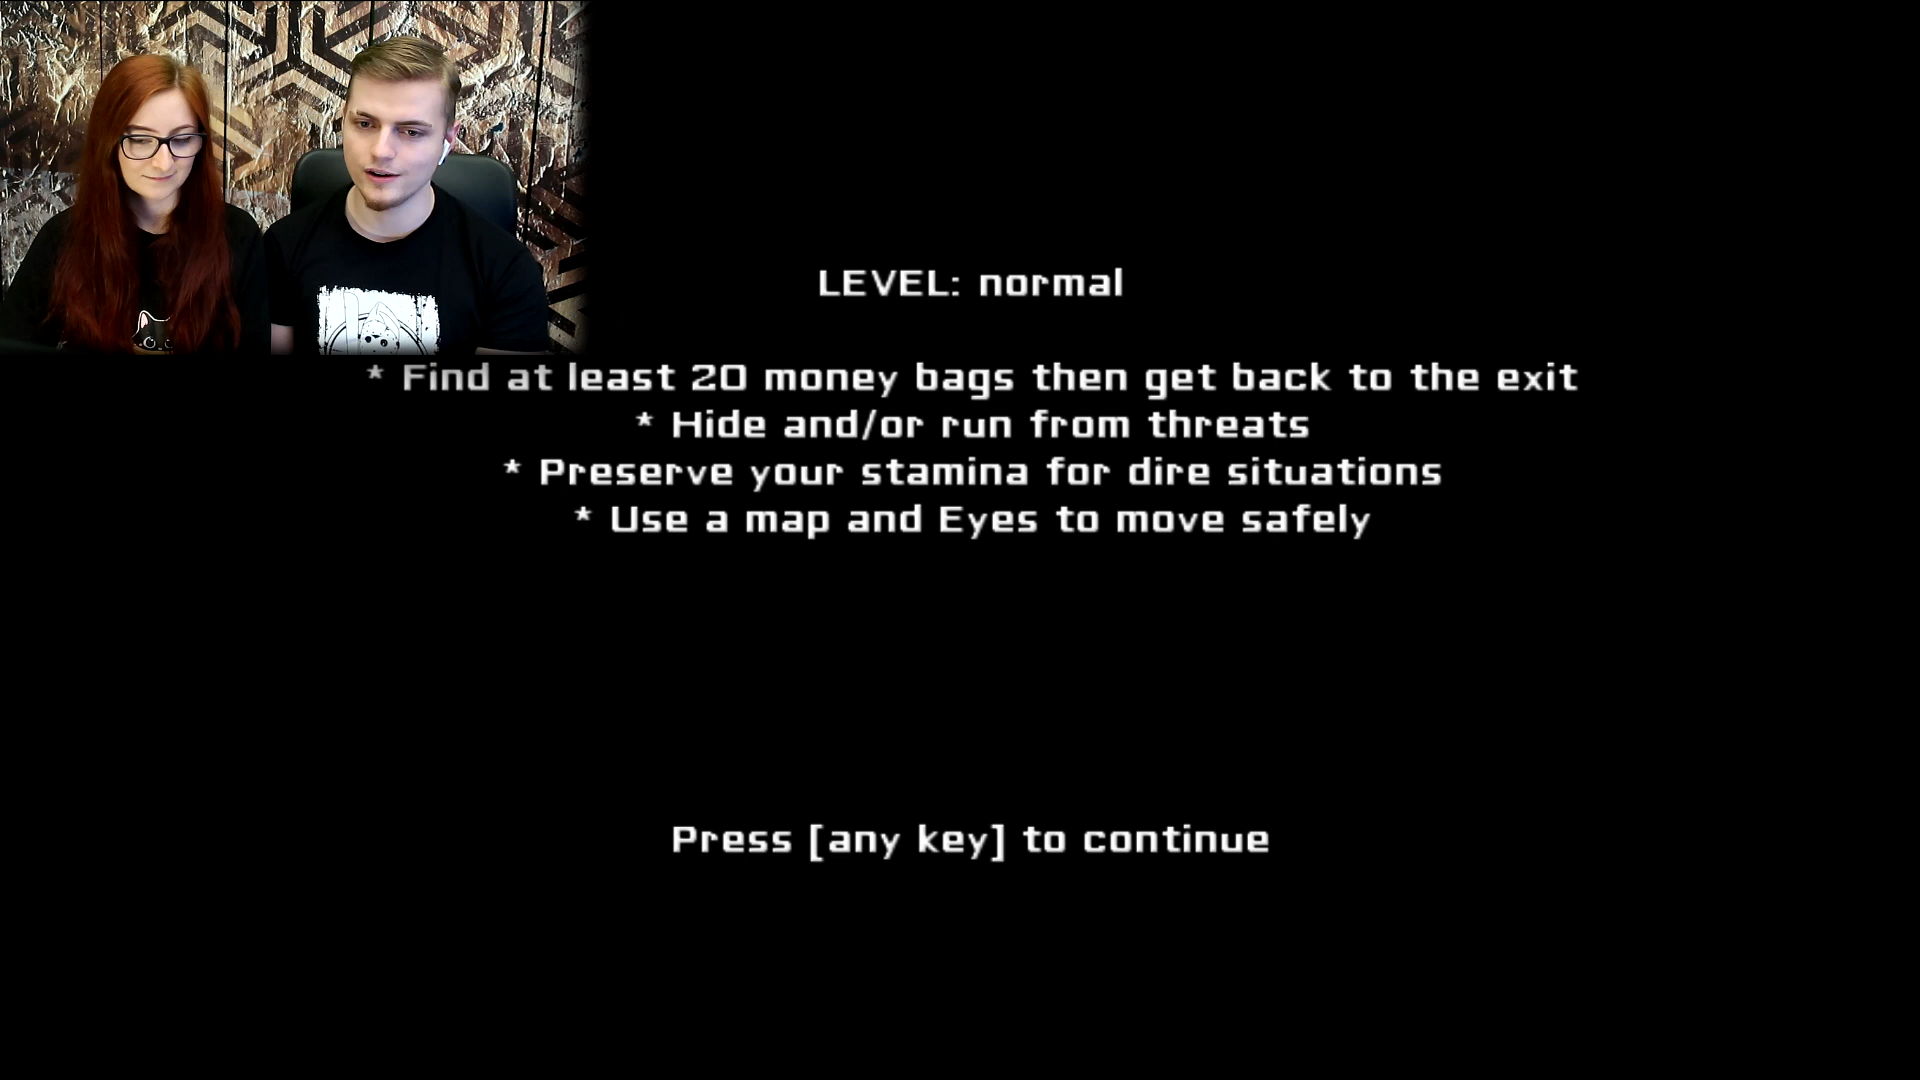 LEVEL: normal
* Find at least 20 money bags then get back to the exit
* Hide and/or run from threats
* Preserve your stamina for dire situations
* Use a map and Eyes to move safely
Press [any key] to continue